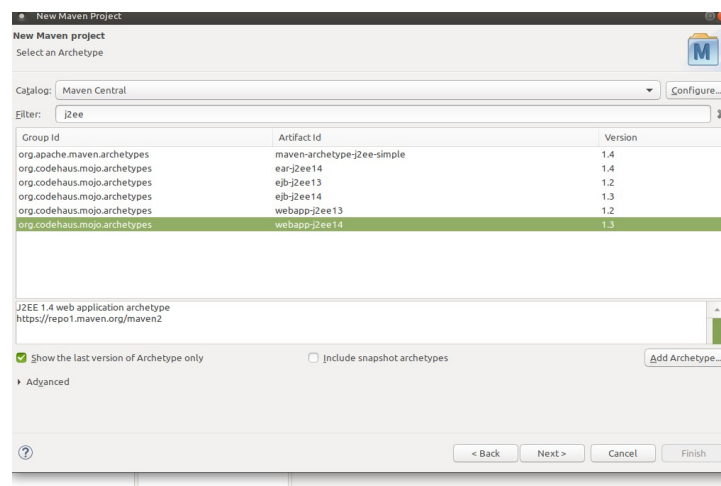 New Maven Project
New Maven project
Select an Archetype
M
Catalog: Maven Central Configure...
Filter: j2ee
Group Id Artifact Id Version
org.apache.maven.archetypes maven-archetype-j2ee-simple 1.4
org.codehaus.mojo.archetypes ear-j2ee14 1.4
org.codehaus.mojo.archetypes ejb-j2ee13 1.2
org.codehaus.mojo.archetypes ejb-j2ee14 1.3
org.codehaus.mojo.archetypes webapp-j2ee13 1.2
org.codehaus.mojo.archetypes webapp-j2ee14 1.3
J2EE 1.4 web application archetype
https://repo1.maven.org/maven2
Show the last version of Archetype only Include snapshot archetypes Add Archetype...
Advanced
? < Back Next > Cancel Finish